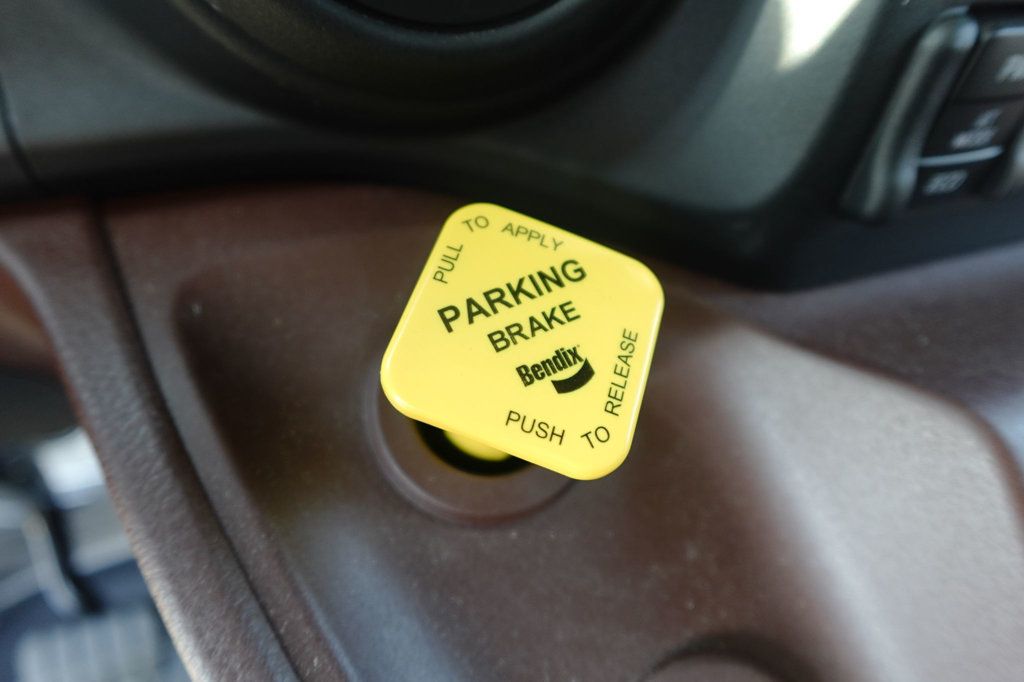 PULL TO APPLY
PARKING
BRAKE
Bendix
PUSH TO RELEASE